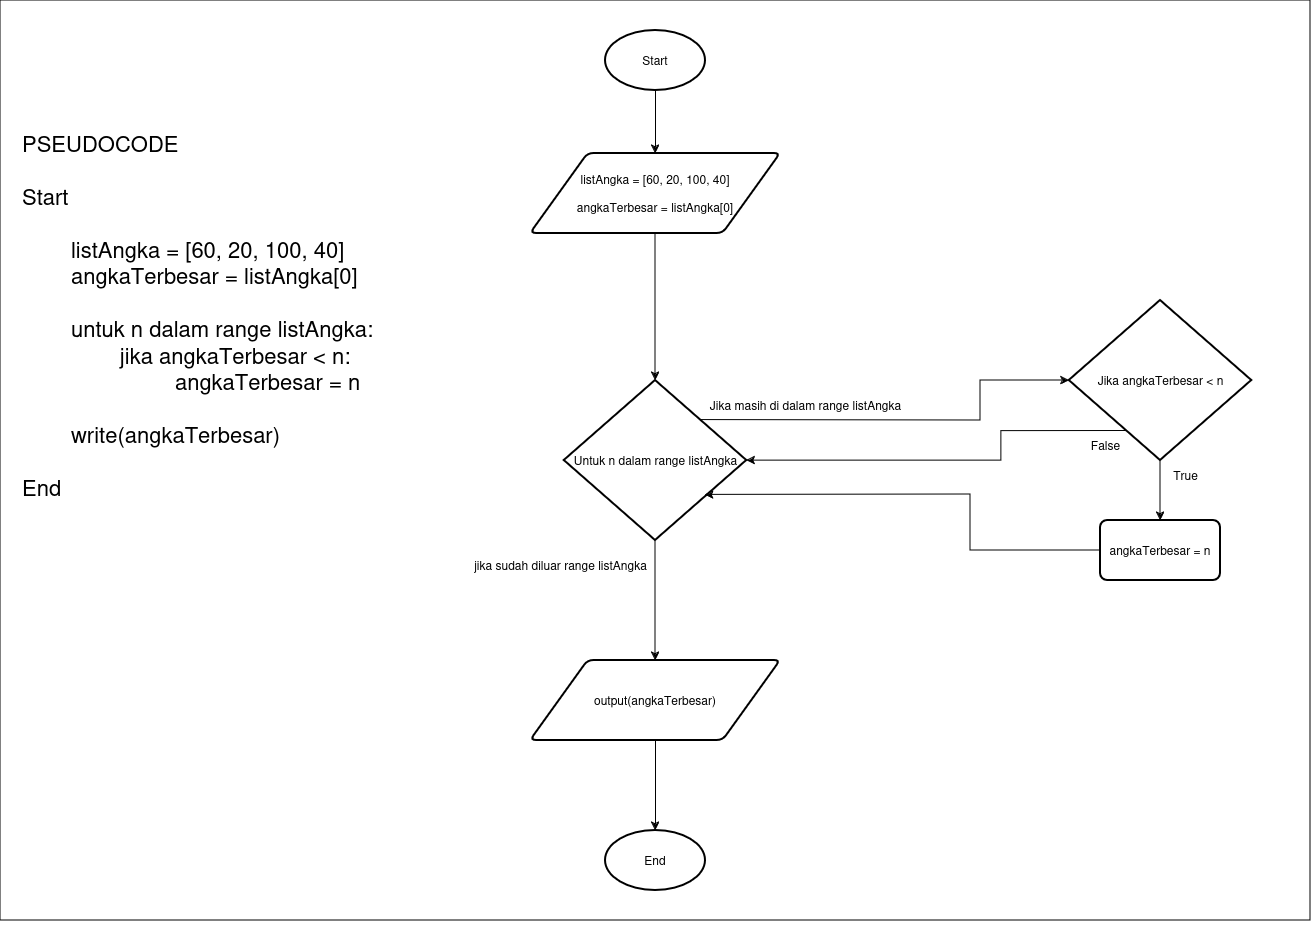 PSEUDOCODE
Start
listAngka = [60, 20, 100, 40]
angkaTerbesar = listAngka[0]
untuk n dalam range listAngka:
jika angkaTerbesar < n:
angkaTerbesar = n
write(angkaTerbesar)
End
Start
listAngka = [60, 20, 100, 40]
angkaTerbesar = listAngka[0]
Untuk n dalam range listAngka
Jika masih di dalam range listAngka
Jika angkaTerbesar < n
False
True
angkaTerbesar = n
jika sudah diluar range listAngka
output(angkaTerbesar)
End